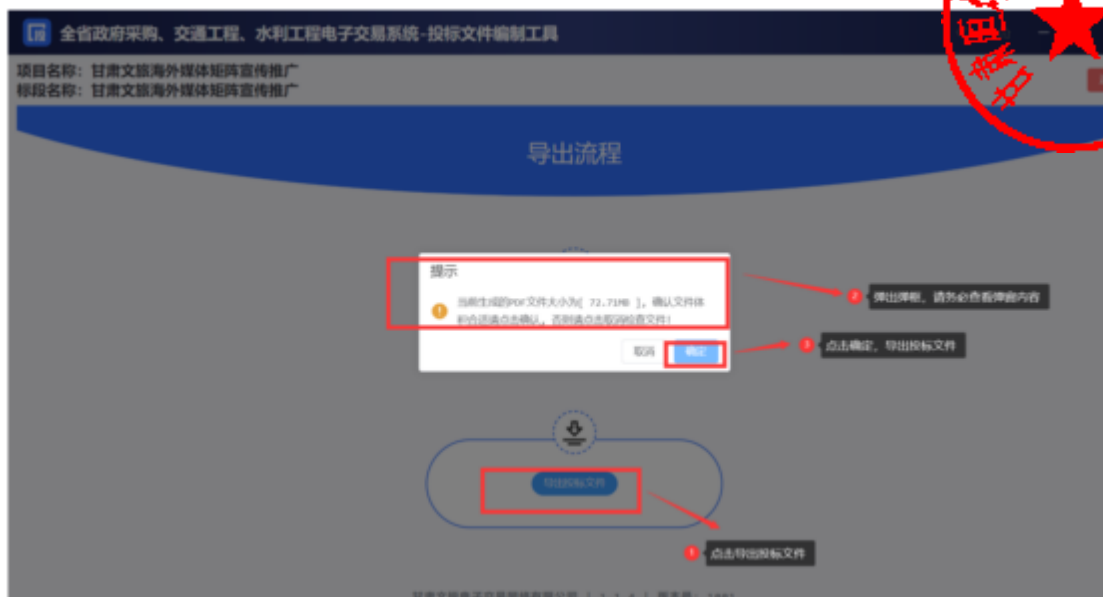 投 全省政府采购、交通工程、水利工程电子交易系统-投标文件编制工具
项目名称：甘肃文旅海外媒体矩阵宣传推广
标段名称：甘肃文旅海外媒体矩阵宣传推广
导出流程
提示
当前生成的PDF文件大小为[ 72.71MB ]，确认文件体
积合适请点击确认，否则请点击取消检查文件！
取消 确定
2 弹出弹框，请务必查看弹窗内容
3 点击确定，导出投标文件
导出投标文件
1 点击导出投标文件
甘肃